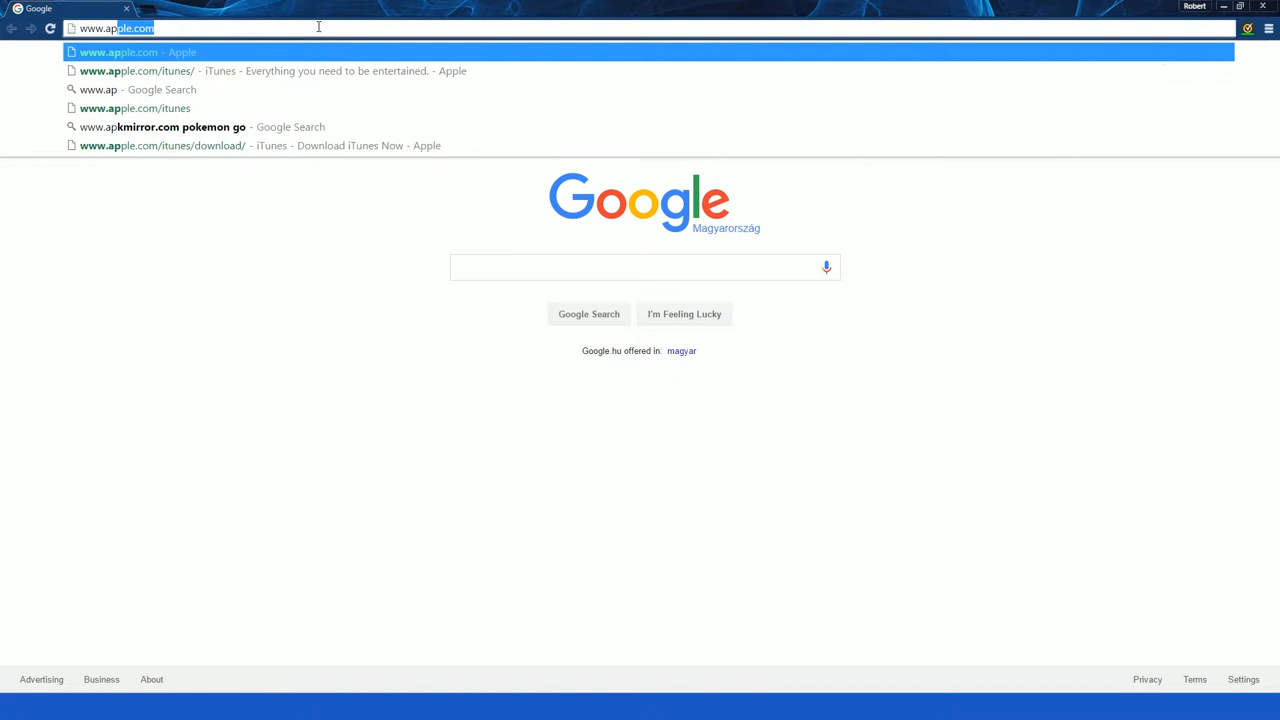 Google
Robert
www.apple.com
www.apple.com - Apple
www.apple.com/itunes/ - iTunes - Everything you need to be entertained. - Apple
www.ap - Google Search
www.apple.com/itunes
www.apkmirror.com pokemon go - Google Search
www.apple.com/itunes/download/ - iTunes - Download iTunes Now - Apple
Google
Magyarország
Google Search I'm Feeling Lucky
Google.hu offered in: magyar
Advertising Business About Privacy Terms Settings